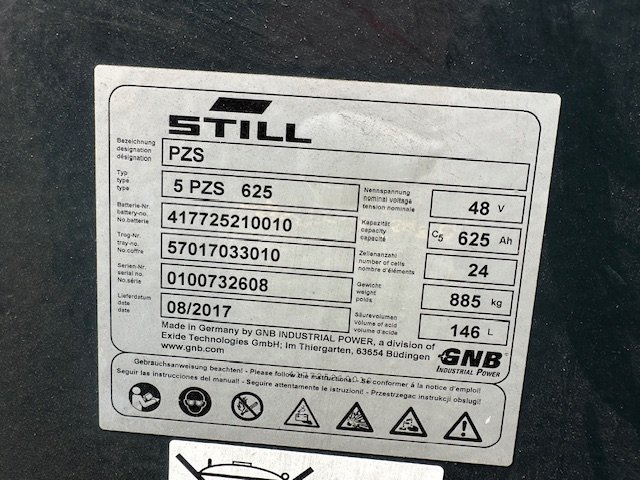 STILL
Bezeichnung
designation
désignation
PZS
Typ
type
type
5 PZS 625
Nennspannung
nominal voltage
tension nominale
48 V
Batterie-Nr.
battery-no.
No.batterie
417725210010
Kapazität
capacity
capacité
C5 625 Ah
Trog-Nr.
tray-no.
No.coffre
57017033010
Zellenanzahl
number of cells
nombre d'éléments
24
Serien-Nr.
serial no.
No.série
0100732608
Gewicht
weight
poids
885 kg
Lieferdatum
date
date
08/2017
Säurevolumen
volume of acid
volume d'acide
146 L
Made in Germany by GNB INDUSTRIAL POWER, a division of
Exide Technologies GmbH; Im Thiergarten, 63654 Büdingen
www.gnb.com
GNB
INDUSTRIAL POWER
Gebrauchsanweisung beachten! - Please follow the instructions! - Se conformer à la notice d'emploi!
Seguir las instrucciones del manual! - Seguire attentamente le istruzioni! - Przestrzegac instrukcji obslugi!